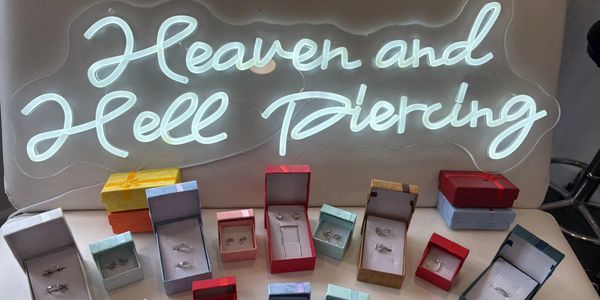 Heaven and
Hell Piercing